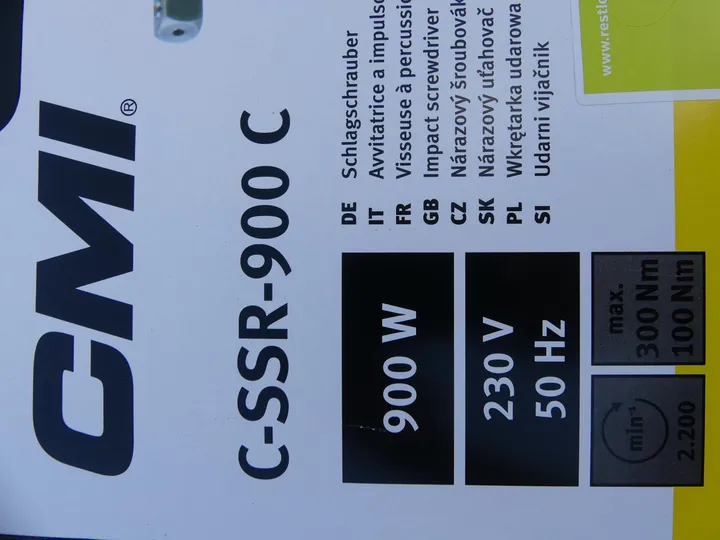 CMI®
C-SSR-900 C
DE Schlagschrauber
IT Avvitatrice a impulso
FR Visseuse à percussio
GB Impact screwdriver
CZ Nárazový šroubovák
SK Nárazový uťahovač
PL Wkrętarka udarowa
SI Udarni vijačnik
900 W
230 V
50 Hz
min⁻¹
2.200
max.
300 Nm
100 Nm
www.restlo